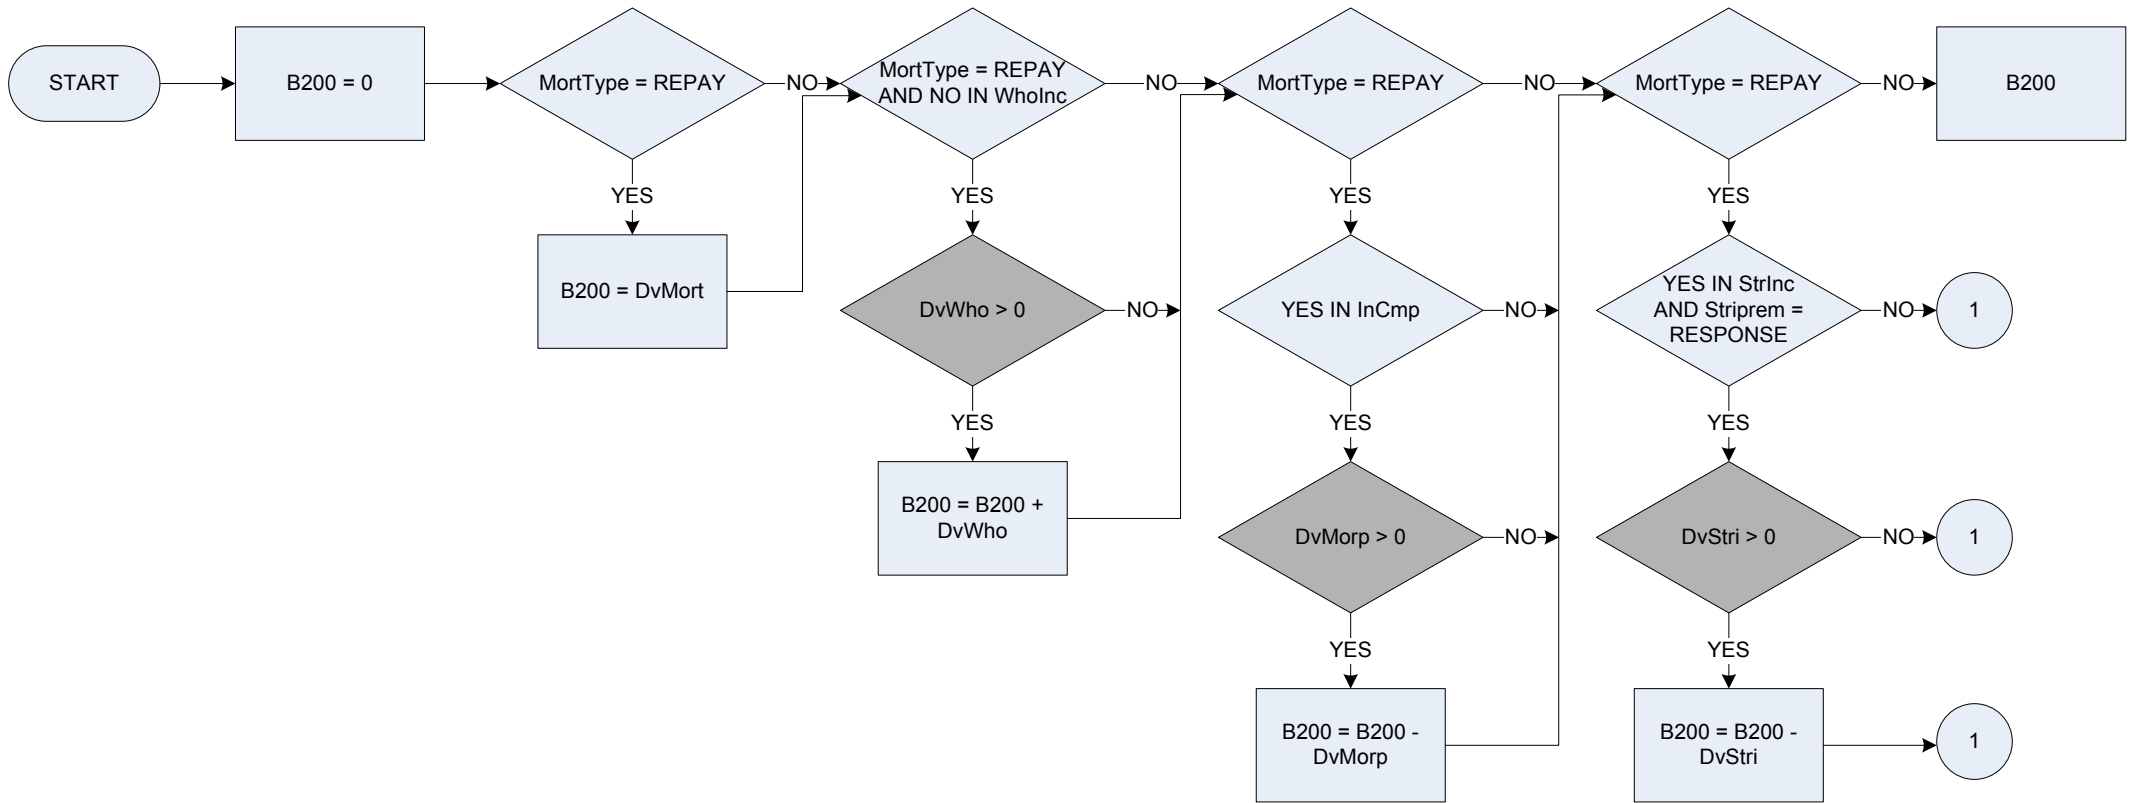 START
B200 = 0
MortType = REPAY
NO
MortType = REPAY
AND NO IN WhoInc
NO
MortType = REPAY
NO
MortType = REPAY
NO
B200
YES
YES
YES
YES
B200 = DvMort
DvWho > 0
NO
YES IN InCmp
NO
YES IN StrInc
AND Striprem =
RESPONSE
NO
1
YES
YES
YES
B200 = B200 +
DvWho
DvMorp > 0
NO
DvStri > 0
NO
1
YES
YES
B200 = B200 -
DvMorp
B200 = B200 -
DvStri
1